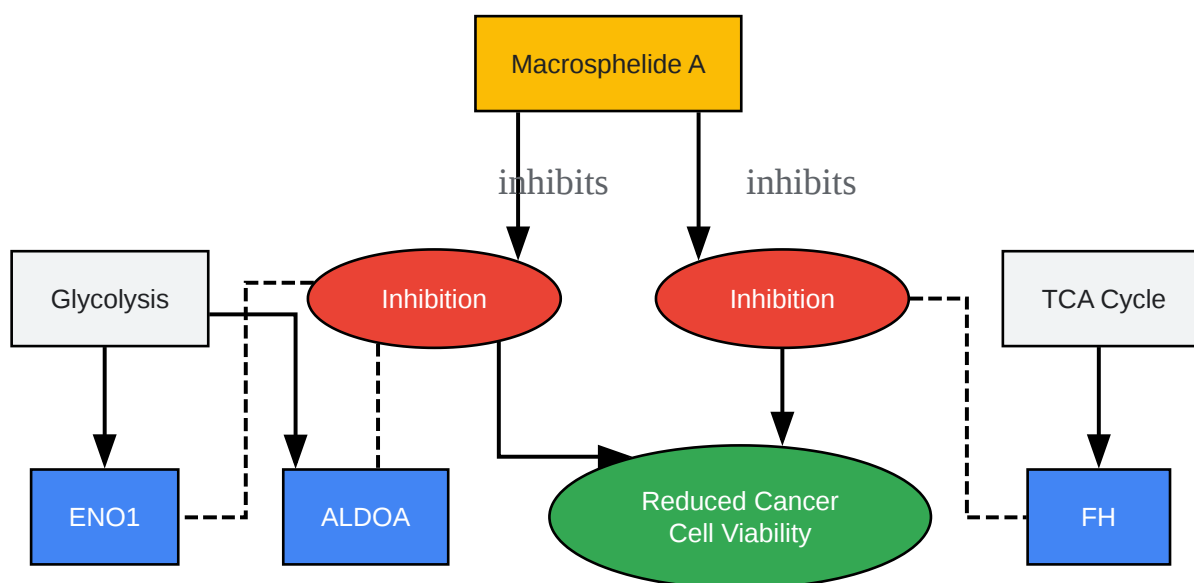 Macrosphelide A
inhibits
inhibits
Glycolysis
Inhibition
Inhibition
TCA Cycle
ENO1
ALDOA
Reduced Cancer
Cell Viability
FH